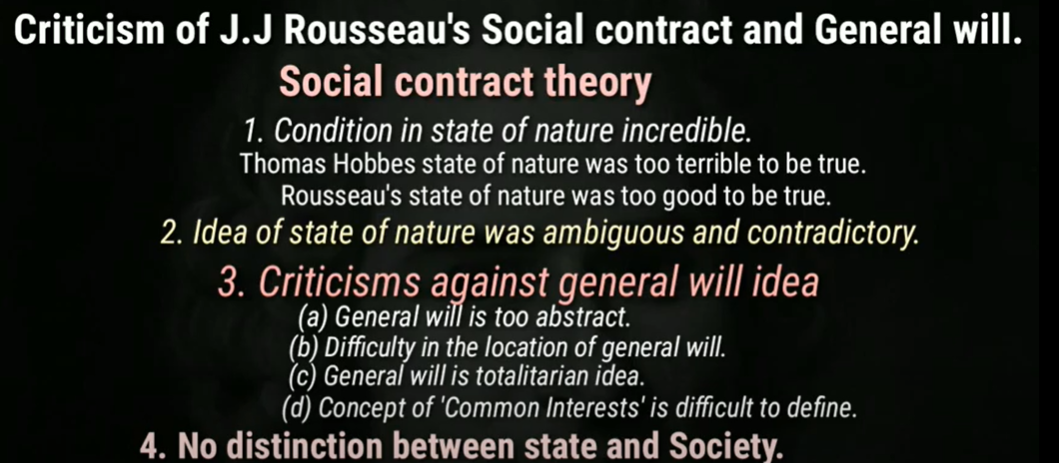 Criticism of J.J Rousseau's Social contract and General will.
Social contract theory
1. Condition in state of nature incredible.
Thomas Hobbes state of nature was too terrible to be true.
Rousseau's state of nature was too good to be true.
2. Idea of state of nature was ambiguous and contradictory.
3. Criticisms against general will idea
(a) General will is too abstract.
(b) Difficulty in the location of general will.
(c) General will is totalitarian idea.
(d) Concept of 'Common Interests' is difficult to define.
4. No distinction between state and Society.